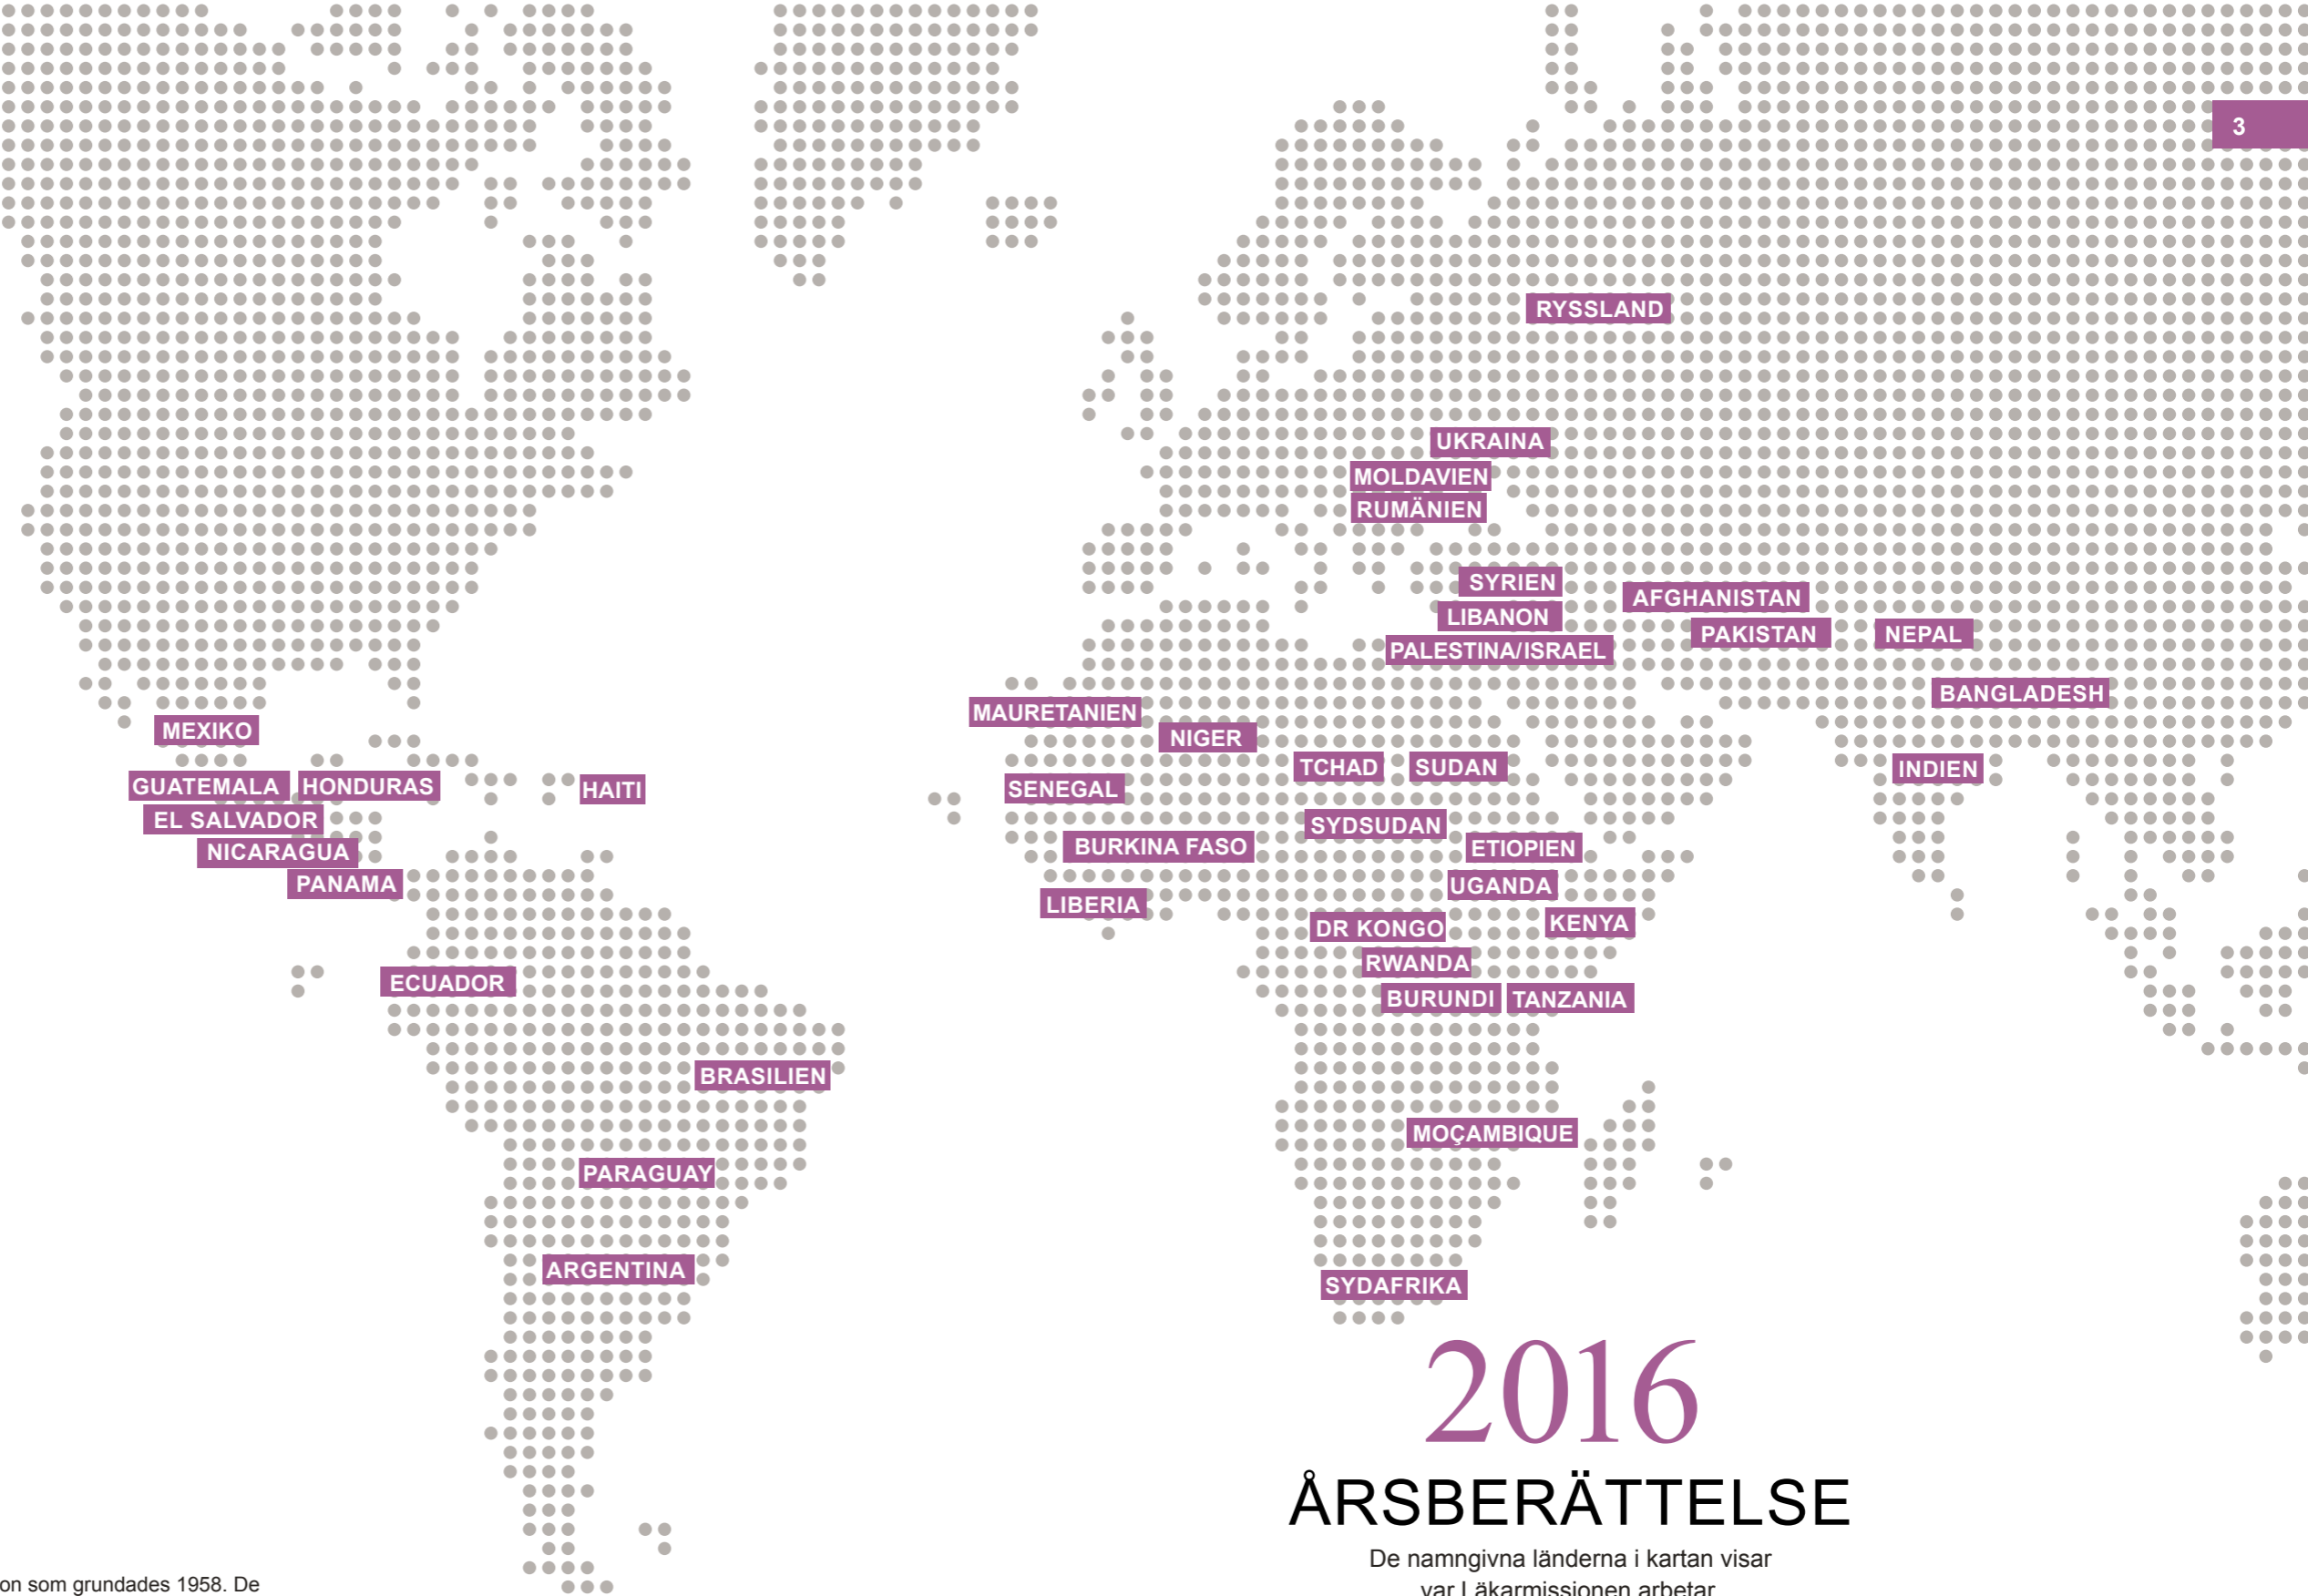 3
RYSSLAND
UKRAINA
MOLDAVIEN
RUMÄNIEN
SYRIEN
AFGHANISTAN
LIBANON
PAKISTAN
NEPAL
PALESTINA/ISRAEL
BANGLADESH
MAURETANIEN
MEXIKO
NIGER
TCHAD
SUDAN
INDIEN
GUATEMALA
HONDURAS
HAITI
SENEGAL
EL SALVADOR
SYDSUDAN
NICARAGUA
BURKINA FASO
ETIOPIEN
PANAMA
UGANDA
LIBERIA
KENYA
DR KONGO
RWANDA
ECUADOR
BURUNDI
TANZANIA
BRASILIEN
MOÇAMBIQUE
PARAGUAY
ARGENTINA
SYDAFRIKA
2016
ÅRSBERÄTTELSE
De namngivna länderna i kartan visar
var Läkarmissionen arbetar
on som grundades 1958. De